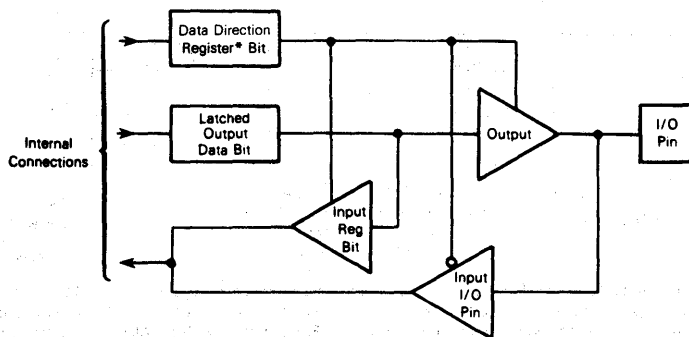 Data Direction
Register* Bit
Latched
Output
Data Bit
Internal
Connections
Output
I/O
Pin
Input
Reg
Bit
Input
I/O
Pin